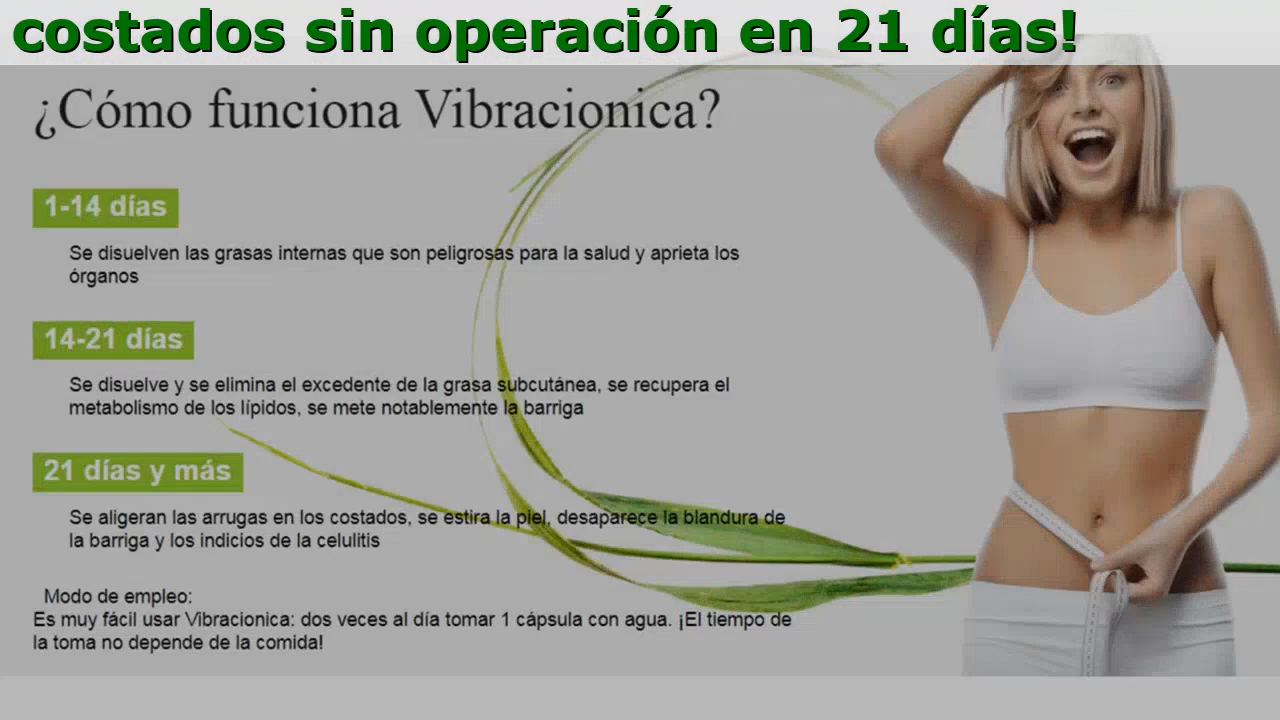 costados sin operación en 21 días!
¿Cómo funciona Vibracionica?
1-14 días
Se disuelven las grasas internas que son peligrosas para la salud y aprieta los
órganos
14-21 días
Se disuelve y se elimina el excedente de la grasa subcutánea, se recupera el
metabolismo de los lípidos, se mete notablemente la barriga
21 días y más
Se aligeran las arrugas en los costados, se estira la piel, desaparece la blandura de
la barriga y los indicios de la celulitis
Modo de empleo:
Es muy fácil usar Vibracionica: dos veces al día tomar 1 cápsula con agua. ¡El tiempo de
la toma no depende de la comida!